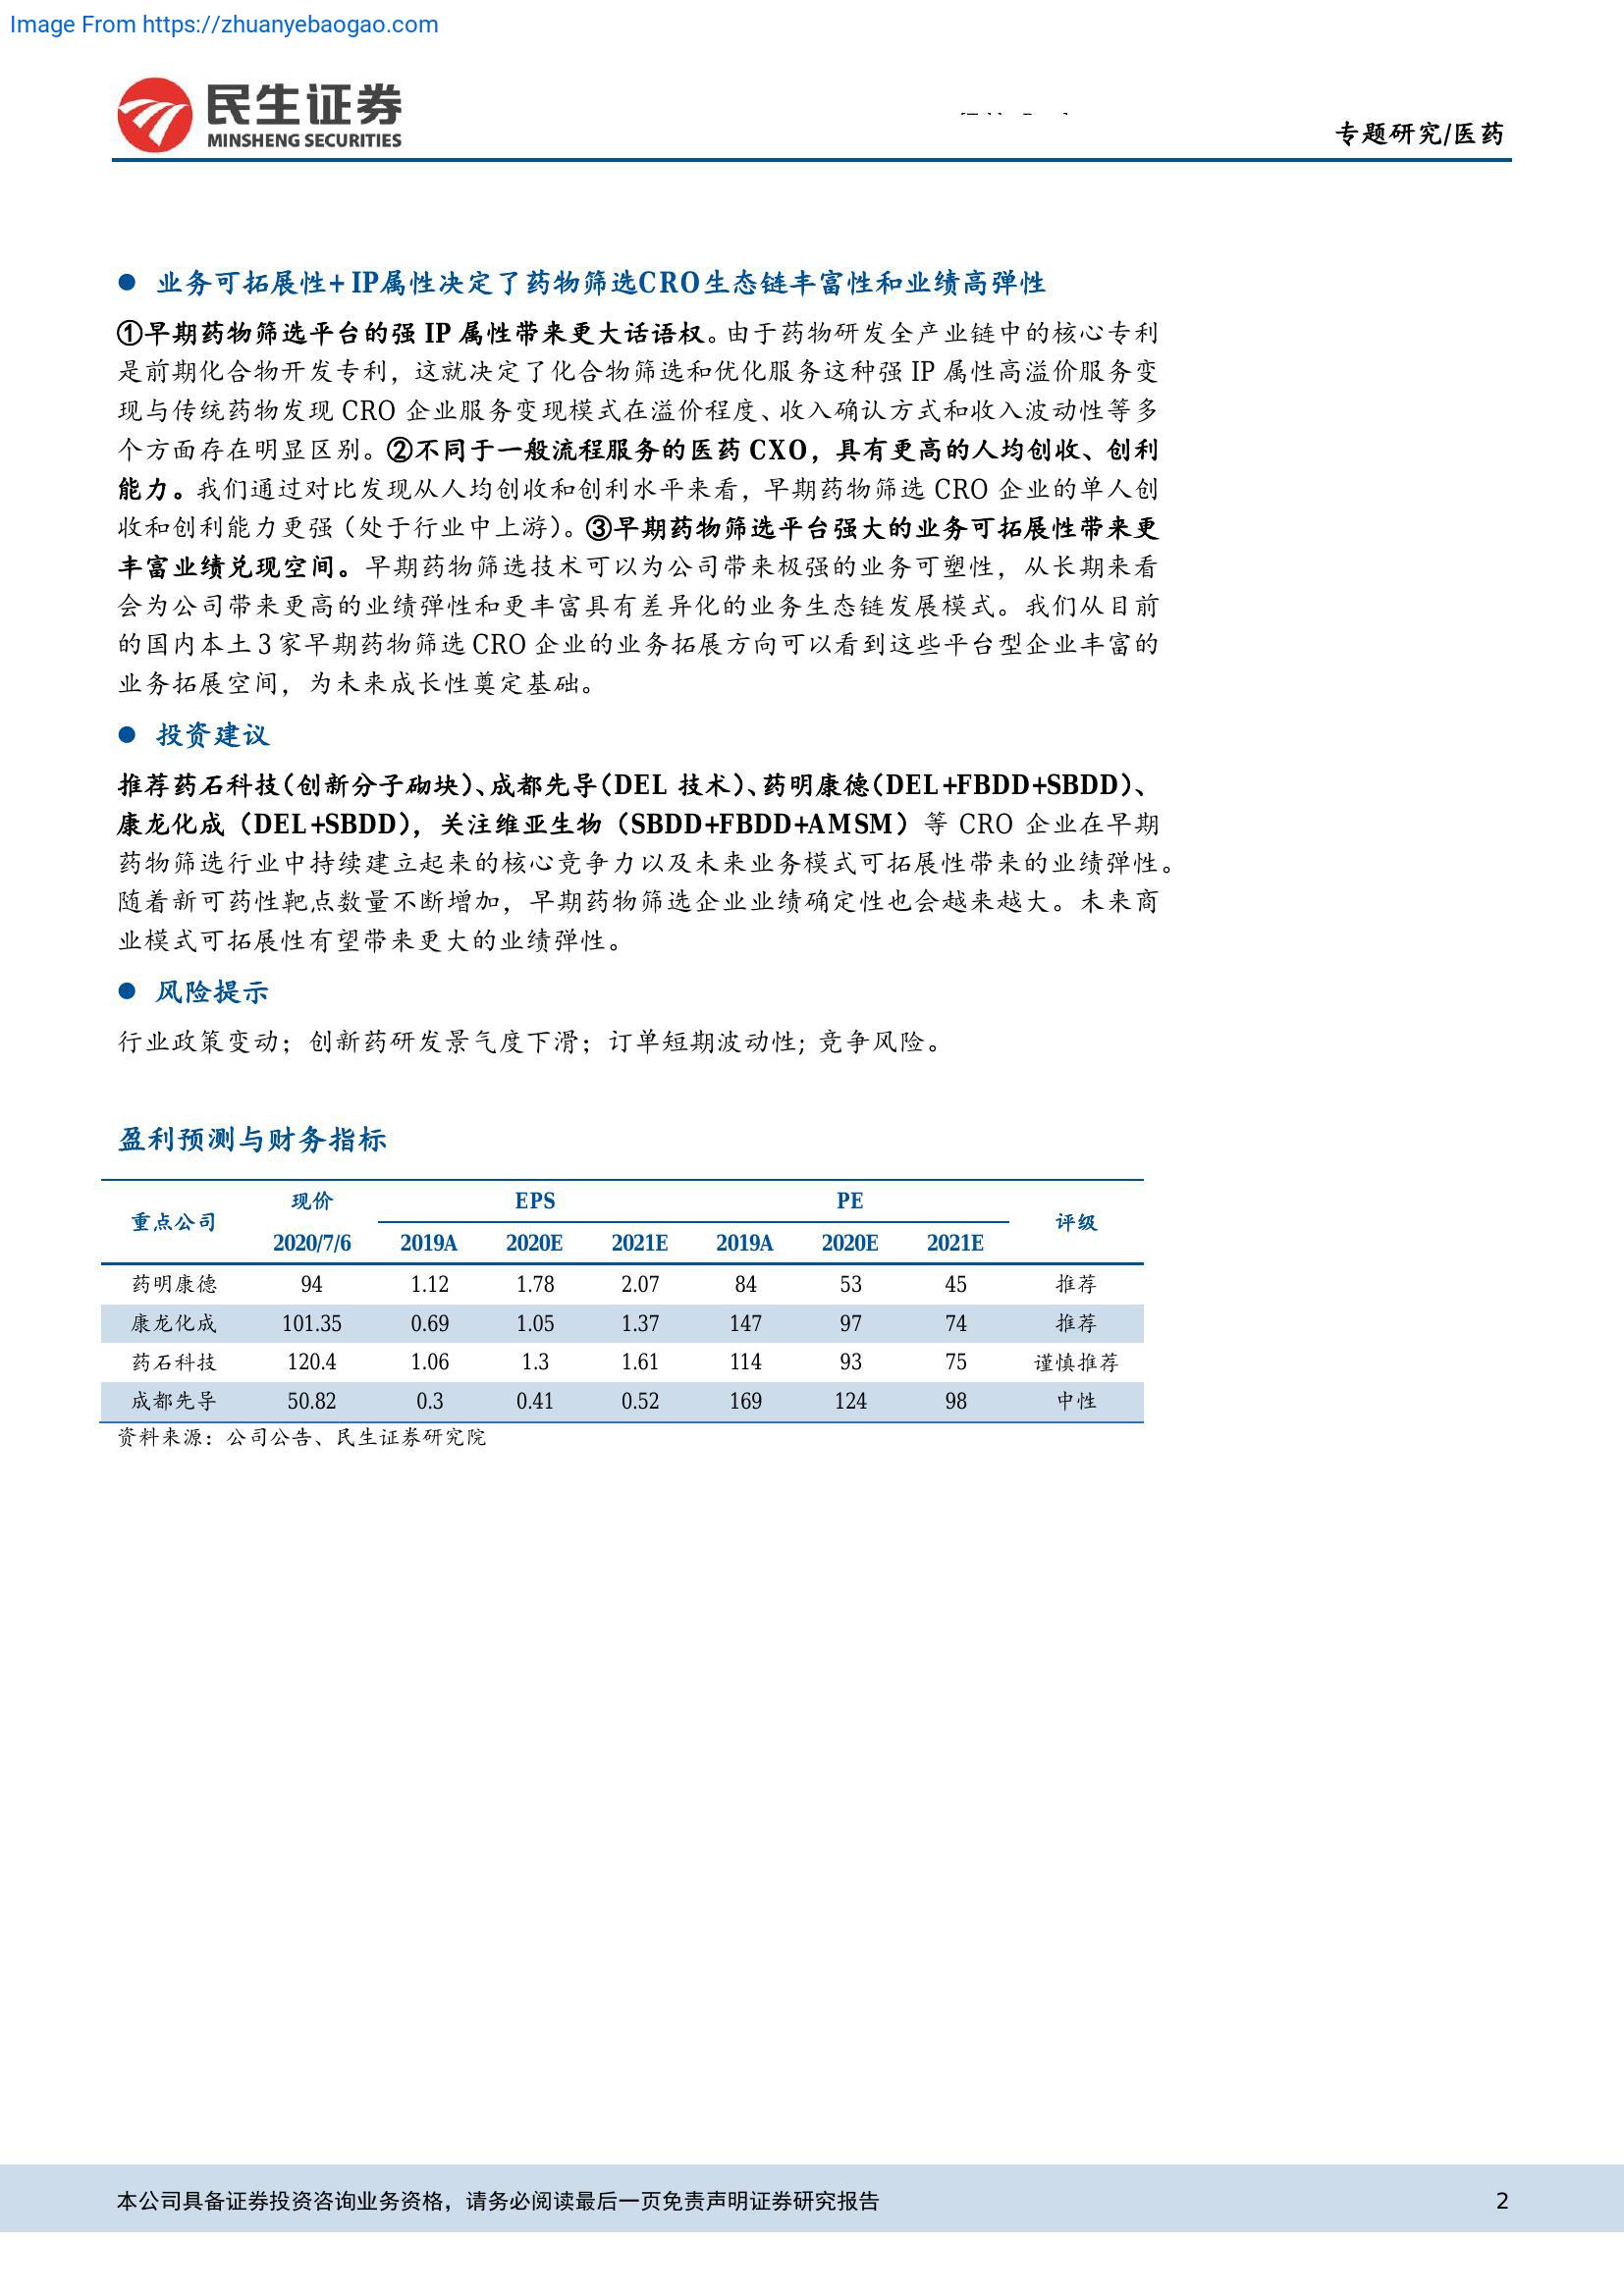 Image From https://zhuanyebaogao.com
民生证券
MINSHENG SECURITIES
专题研究/医药
● 业务可拓展性+IP属性决定了药物筛选CRO生态链丰富性和业绩高弹性
①早期药物筛选平台的强 IP 属性带来更大话语权。由于药物研发全产业链中的核心专利
是前期化合物开发专利，这就决定了化合物筛选和优化服务这种强 IP 属性高溢价服务变
现与传统药物发现 CRO 企业服务变现模式在溢价程度、收入确认方式和收入波动性等多
个方面存在明显区别。②不同于一般流程服务的医药 CXO，具有更高的人均创收、创利
能力。我们通过对比发现从人均创收和创利水平来看，早期药物筛选 CRO 企业的单人创
收和创利能力更强（处于行业中上游）。③早期药物筛选平台强大的业务可拓展性带来更
丰富业绩兑现空间。早期药物筛选技术可以为公司带来极强的业务可塑性，从长期来看
会为公司带来更高的业绩弹性和更丰富具有差异化的业务生态链发展模式。我们从目前
的国内本土 3 家早期药物筛选 CRO 企业的业务拓展方向可以看到这些平台型企业丰富的
业务拓展空间，为未来成长性奠定基础。
● 投资建议
推荐药石科技（创新分子砌块）、成都先导（DEL 技术）、药明康德（DEL+FBDD+SBDD）、
康龙化成（DEL+SBDD），关注维亚生物（SBDD+FBDD+AMSM）等 CRO 企业在早期
药物筛选行业中持续建立起来的核心竞争力以及未来业务模式可拓展性带来的业绩弹性。
随着新可药性靶点数量不断增加，早期药物筛选企业业绩确定性也会越来越大。未来商
业模式可拓展性有望带来更大的业绩弹性。
● 风险提示
行业政策变动；创新药研发景气度下滑；订单短期波动性; 竞争风险。
盈利预测与财务指标
重点公司 现价 EPS PE 评级
2020/7/6 2019A 2020E 2021E 2019A 2020E 2021E
药明康德 94 1.12 1.78 2.07 84 53 45 推荐
康龙化成 101.35 0.69 1.05 1.37 147 97 74 推荐
药石科技 120.4 1.06 1.3 1.61 114 93 75 谨慎推荐
成都先导 50.82 0.3 0.41 0.52 169 124 98 中性
资料来源：公司公告、民生证券研究院
本公司具备证券投资咨询业务资格，请务必阅读最后一页免责声明证券研究报告 2